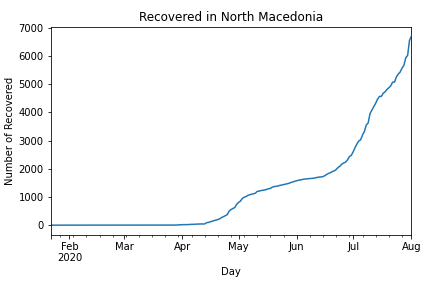 Recovered in North Macedonia
Number of Recovered
7000
6000
5000
4000
3000
2000
1000
0
Feb Mar Apr May Jun Jul Aug
2020
Day